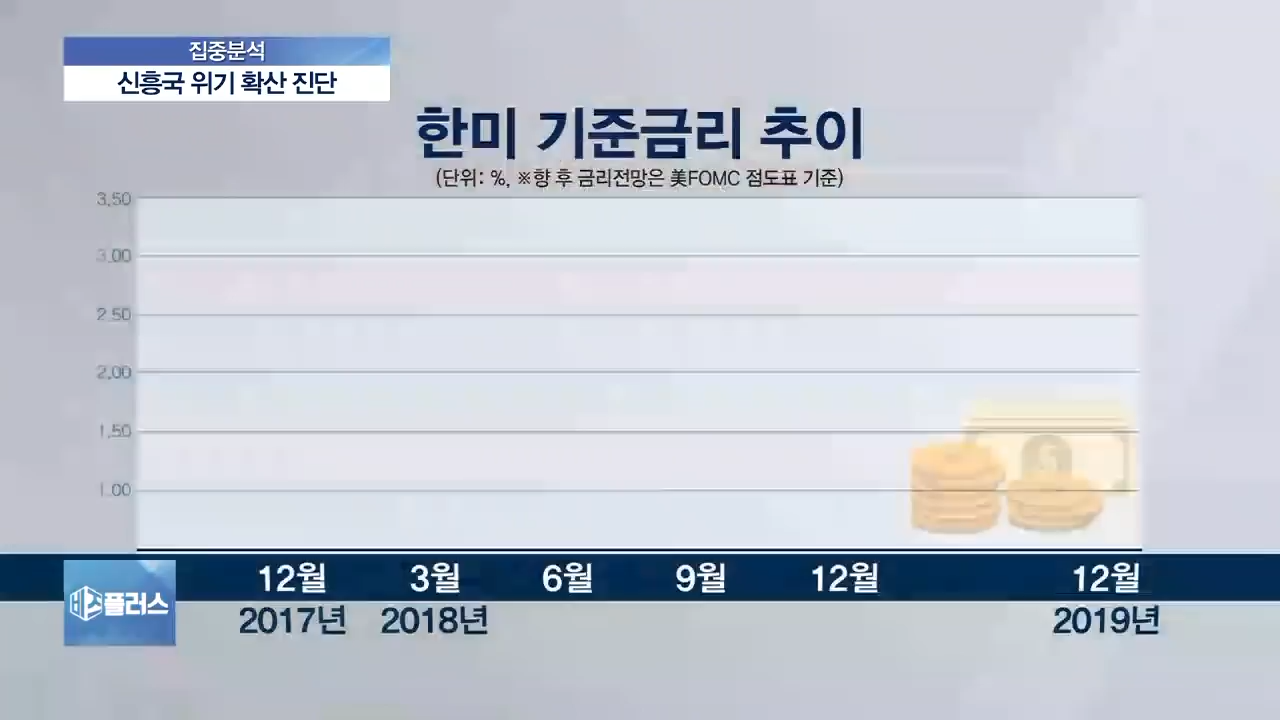 집중분석
신흥국 위기 확산 진단
한미 기준금리 추이
(단위: %, ※향 후 금리전망은 美FOMC 점도표 기준)
3.50
3.00
2.50
2.00
1.50
1.00
12월 3월 6월 9월 12월 12월
2017년 2018년 2019년
비즈플러스